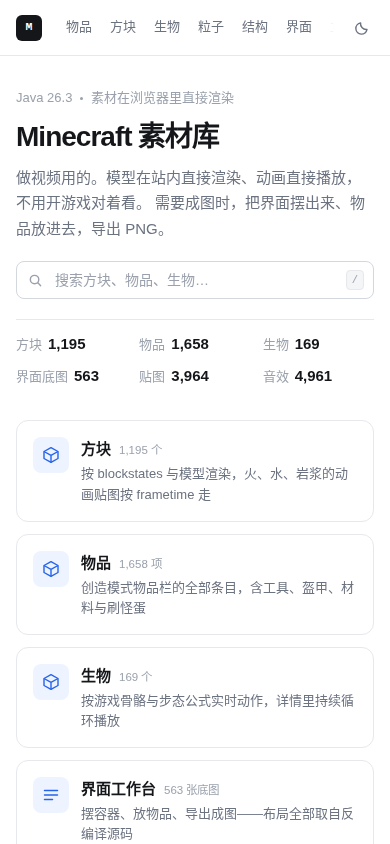 M 物品 方块 生物 粒子 结构 界面
Java 26.3 • 素材在浏览器里直接渲染
Minecraft 素材库
做视频用的。模型在站内直接渲染、动画直接播放，
不用开游戏对着看。 需要成图时，把界面摆出来、物
品放进去，导出 PNG。
搜索方块、物品、生物… /
方块 1,195 物品 1,658 生物 169
界面底图 563 贴图 3,964 音效 4,961
方块 1,195 个
按 blockstates 与模型渲染，火、水、岩浆的动
画贴图按 frametime 走
物品 1,658 项
创造模式物品栏的全部条目，含工具、盔甲、材
料与刷怪蛋
生物 169 个
按游戏骨骼与步态公式实时动作，详情里持续循
环播放
界面工作台 563 张底图
摆容器、放物品、导出成图——布局全部取自反
编译源码